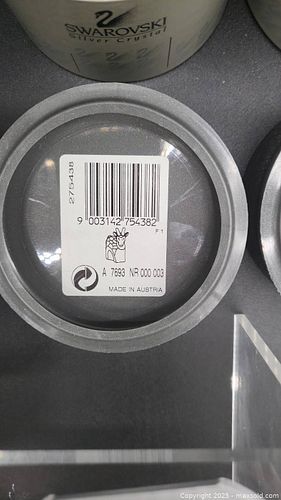 SWAROVSKI
Silver Crystal
275438
9 003142 754382
F1
A 7693 NR 000 003
MADE IN AUSTRIA
Copyright 2023 - maxsold.com